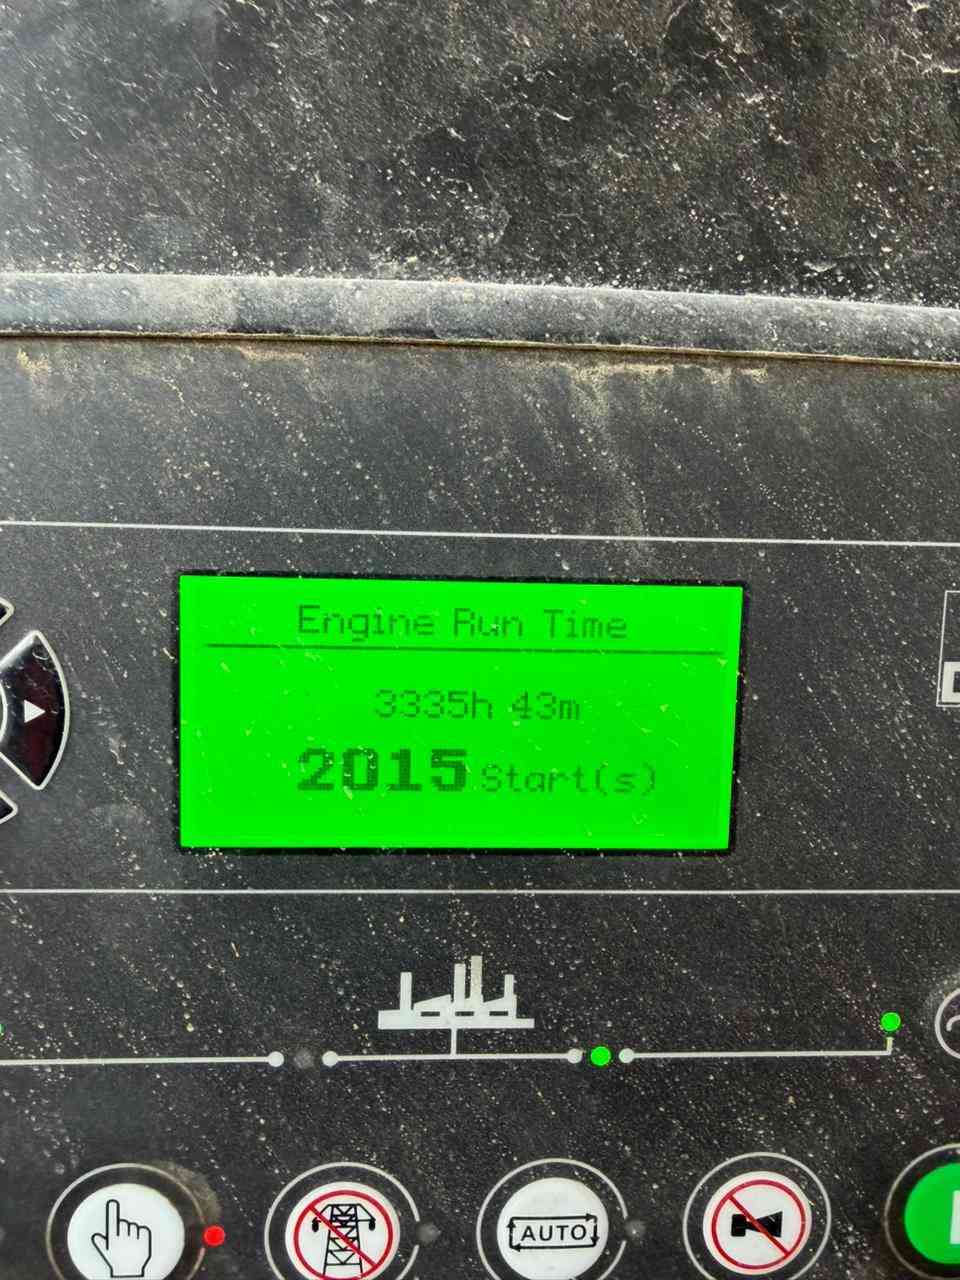 Engine Run Time
3335h 43m
2015 Start(s)
AUTO